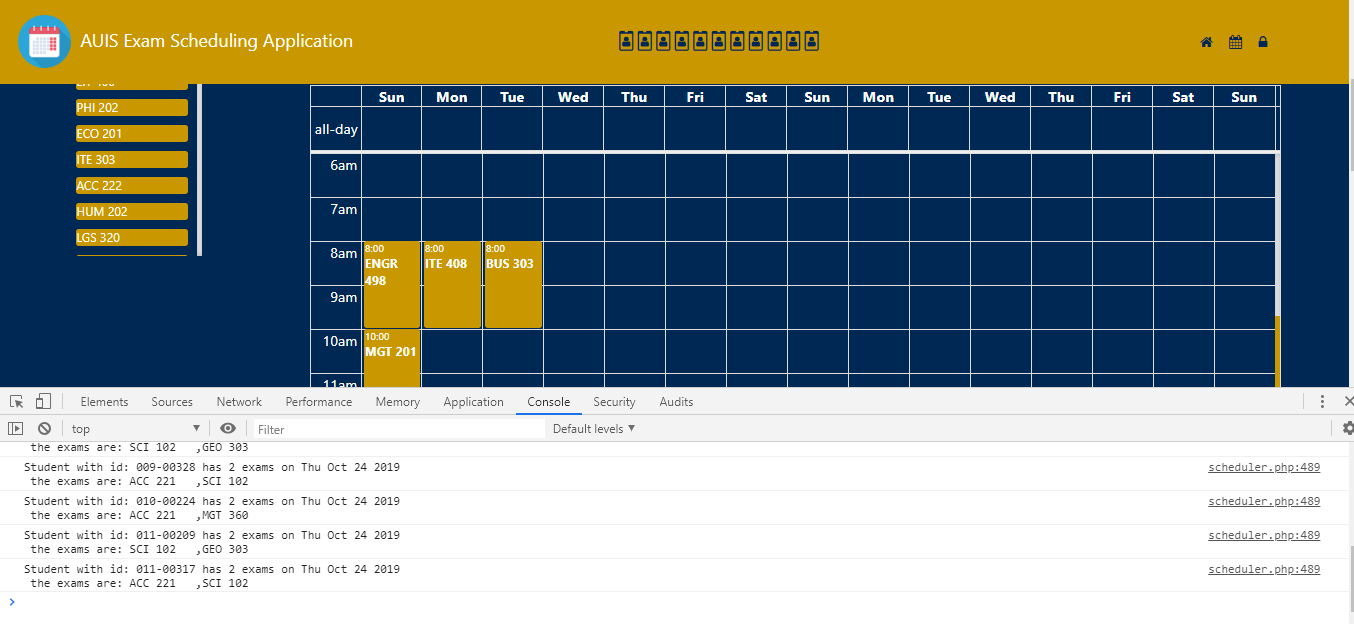 AUIS Exam Scheduling Application
PHI 202
ECO 201
ITE 303
ACC 222
HUM 202
LGS 320
Sun Mon Tue Wed Thu Fri Sat Sun Mon Tue Wed Thu Fri Sat Sun
all-day
6am
7am
8am
8:00 8:00 8:00
ENGR ITE 408 BUS 303
498
9am
10am
10:00
MGT 201
11am
Elements Sources Network Performance Memory Application Console Security Audits
top Filter Default levels
the exams are: SCI 102 ,GEO 303
Student with id: 009-00328 has 2 exams on Thu Oct 24 2019 scheduler.php:489
the exams are: ACC 221 ,SCI 102
Student with id: 010-00224 has 2 exams on Thu Oct 24 2019 scheduler.php:489
the exams are: ACC 221 ,MGT 360
Student with id: 011-00209 has 2 exams on Thu Oct 24 2019 scheduler.php:489
the exams are: SCI 102 ,GEO 303
Student with id: 011-00317 has 2 exams on Thu Oct 24 2019 scheduler.php:489
the exams are: ACC 221 ,SCI 102